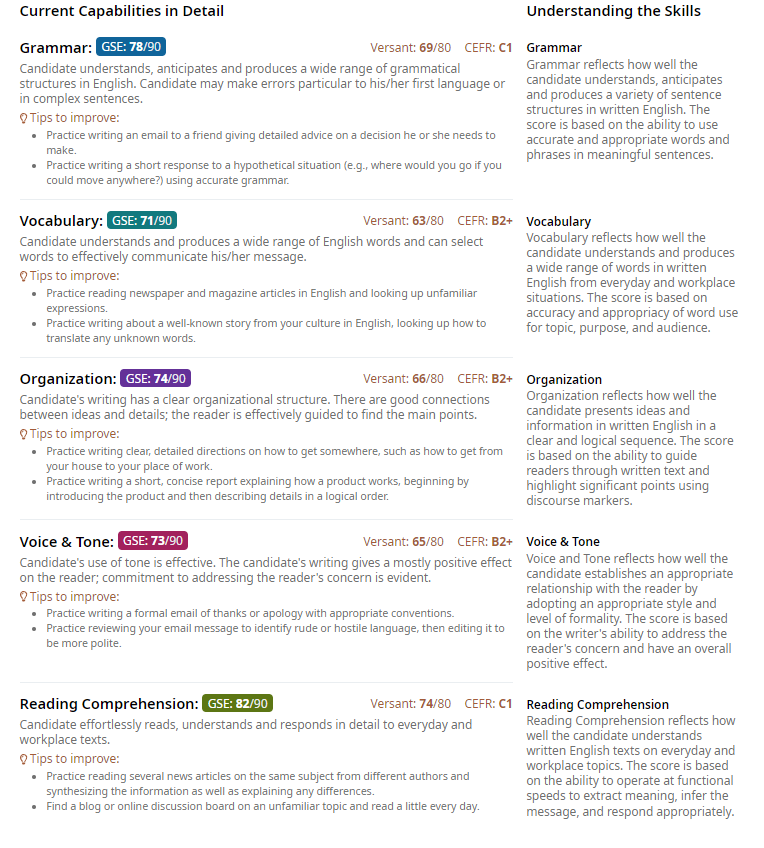 Current Capabilities in Detail
Grammar: GSE: 78/90 Versant: 69/80 CEFR: C1
Candidate understands, anticipates and produces a wide range of grammatical
structures in English. Candidate may make errors particular to his/her first language or
in complex sentences.
Tips to improve:
Practice writing an email to a friend giving detailed advice on a decision he or she needs to
make.
Practice writing a short response to a hypothetical situation (e.g., where would you go if you
could move anywhere?) using accurate grammar.
Vocabulary: GSE: 71/90 Versant: 63/80 CEFR: B2+
Candidate understands and produces a wide range of English words and can select
words to effectively communicate his/her message.
Tips to improve:
Practice reading newspaper and magazine articles in English and looking up unfamiliar
expressions.
Practice writing about a well-known story from your culture in English, looking up how to
translate any unknown words.
Organization: GSE: 74/90 Versant: 66/80 CEFR: B2+
Candidate's writing has a clear organizational structure. There are good connections
between ideas and details; the reader is effectively guided to find the main points.
Tips to improve:
Practice writing clear, detailed directions on how to get somewhere, such as how to get from
your house to your place of work.
Practice writing a short, concise report explaining how a product works, beginning by
introducing the product and then describing details in a logical order.
Voice & Tone: GSE: 73/90 Versant: 65/80 CEFR: B2+
Candidate's use of tone is effective. The candidate's writing gives a mostly positive effect
on the reader; commitment to addressing the reader's concern is evident.
Tips to improve:
Practice writing a formal email of thanks or apology with appropriate conventions.
Practice reviewing your email message to identify rude or hostile language, then editing it to
be more polite.
Reading Comprehension: GSE: 82/90 Versant: 74/80 CEFR: C1
Candidate effortlessly reads, understands and responds in detail to everyday and
workplace texts.
Tips to improve:
Practice reading several news articles on the same subject from different authors and
synthesizing the information as well as explaining any differences.
Find a blog or online discussion board on an unfamiliar topic and read a little every day.
Understanding the Skills
Grammar
Grammar reflects how well the
candidate understands, anticipates
and produces a variety of sentence
structures in written English. The
score is based on the ability to use
accurate and appropriate words and
phrases in meaningful sentences.
Vocabulary
Vocabulary reflects how well the
candidate understands and produces
a wide range of words in written
English from everyday and workplace
situations. The score is based on
accuracy and appropriacy of word use
for topic, purpose, and audience.
Organization
Organization reflects how well the
candidate presents ideas and
information in written English in a
clear and logical sequence. The score
is based on the ability to guide
readers through written text and
highlight significant points using
discourse markers.
Voice & Tone
Voice and Tone reflects how well the
candidate establishes an appropriate
relationship with the reader by
adopting an appropriate style and
level of formality. The score is based
on the writer's ability to address the
reader's concern and have an overall
positive effect.
Reading Comprehension
Reading Comprehension reflects how
well the candidate understands
written English texts on everyday and
workplace topics. The score is based
on the ability to operate at functional
speeds to extract meaning, infer the
message, and respond appropriately.